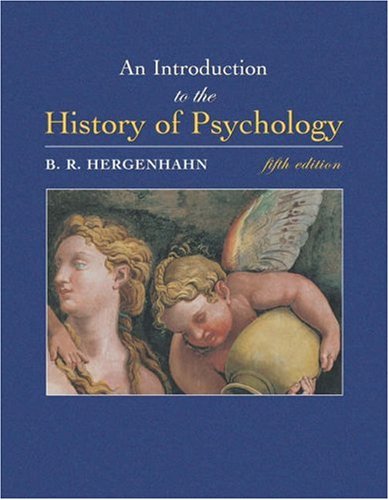 An Introduction
to the
History of Psychology
B. R. HERGENHAHN fifth edition